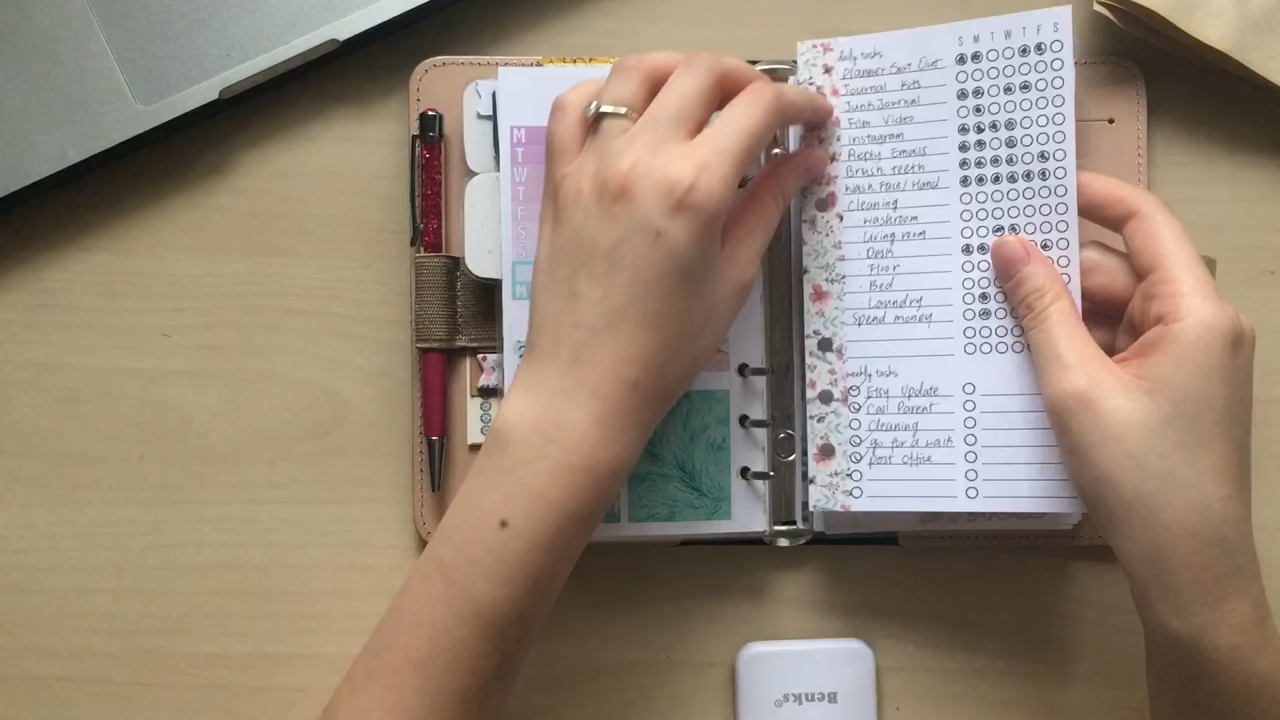 M
T
W
T
F
S
S
M
S M T W T F S
daily tasks
Planner Sort Out
Journal Kits
Junk Journal
Film Video
Instagram
Reply Emails
Brush teeth
Wash Face/Hand
Cleaning
· Washroom
· Living room
· Desk
· Floor
· Bed
Laundry
Spend money
weekly tasks
Etsy Update
Call Parent
Cleaning
go for a walk
Post Office
Benks®